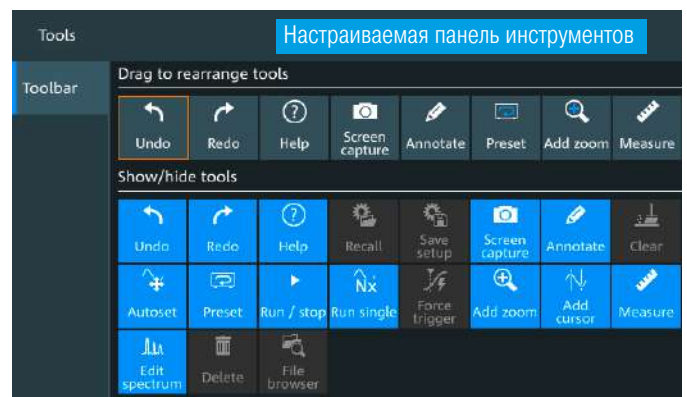 Tools
Настраиваемая панель инструментов
Toolbar
Drag to rearrange tools
Undo
Redo
Help
Screen
capture
Annotate
Preset
Add zoom
Measure
Show/hide tools
Undo
Redo
Help
Recall
Save
setup
Screen
capture
Annotate
Clear
Autoset
Preset
Run / stop
Nx
Run single
Force
trigger
Add zoom
Add
cursor
Measure
Edit
spectrum
Delete
File
browser